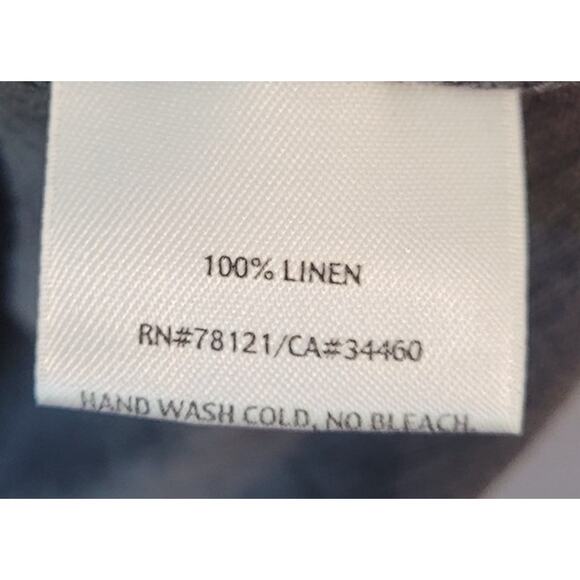 100% LINEN
RN#78121/CA#34460
HAND WASH COLD, NO BLEACH.